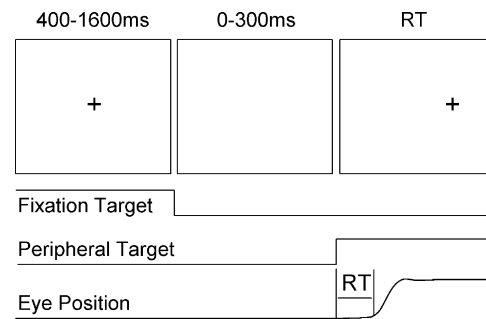 400-1600ms 0-300ms RT
+ +
Fixation Target
Peripheral Target
RT
Eye Position